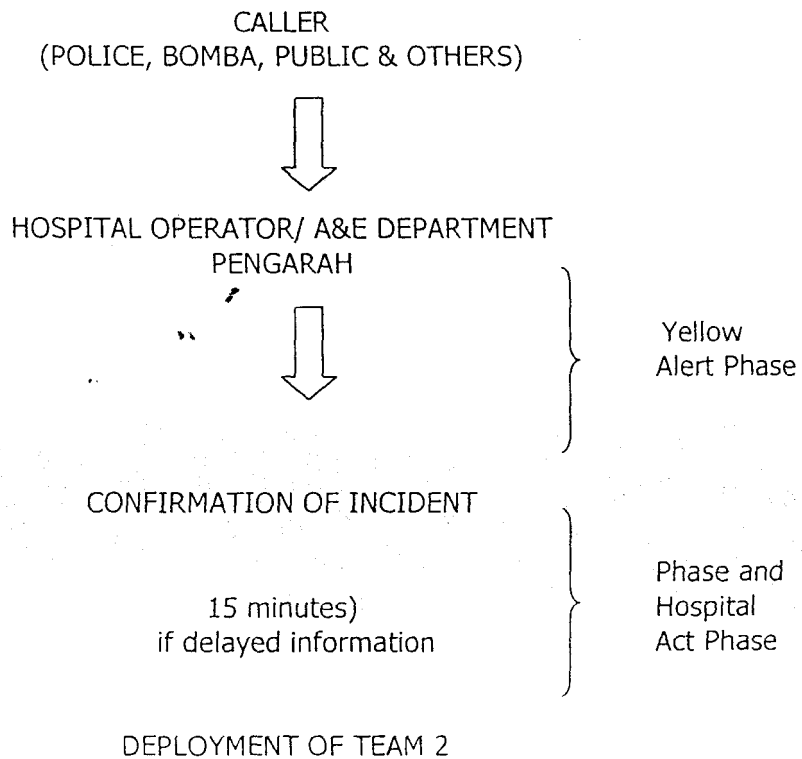 CALLER
(POLICE, BOMBA, PUBLIC & OTHERS)
HOSPITAL OPERATOR/ A&E DEPARTMENT
PENGARAH
Yellow
Alert Phase
CONFIRMATION OF INCIDENT
15 minutes)
if delayed information
Phase and
Hospital
Act Phase
DEPLOYMENT OF TEAM 2